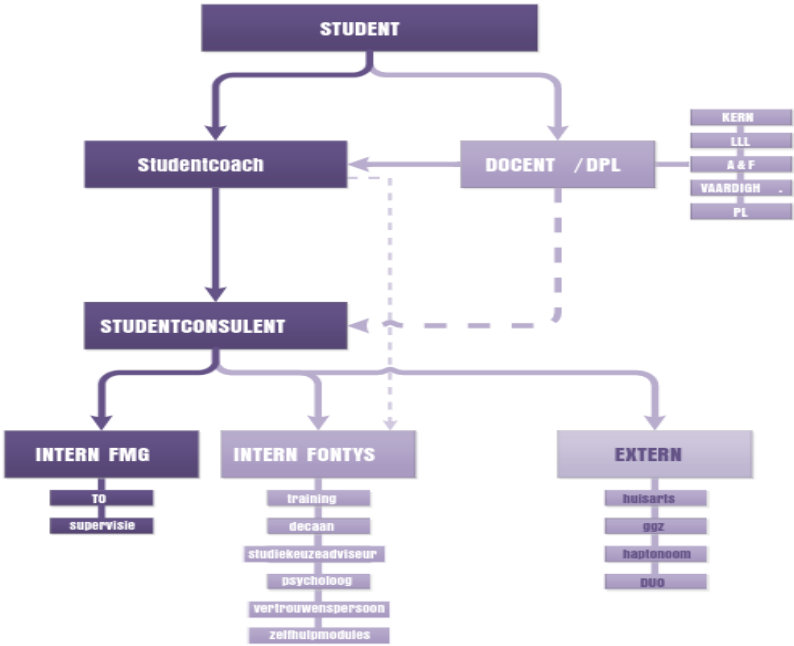 STUDENT
Studentcoach
DOCENT /DPL
KERN
LLL
A & F
VAARDIGH .
PL
STUDENTCONSULENT
INTERN FMG
TO
supervisie
INTERN FONTYS
training
decaan
studiekeuzeadviseur
psycholoog
vertrouwenspersoon
zelfhulpmodules
EXTERN
huisarts
ggz
haptonoom
DUO